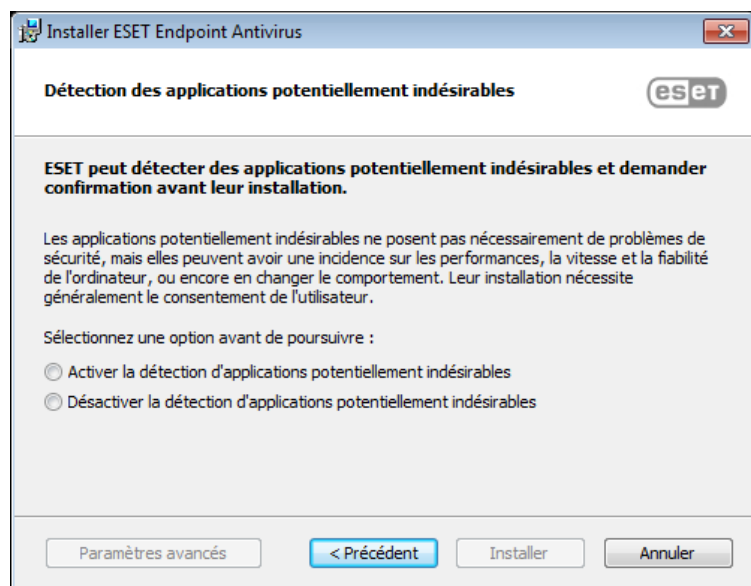 Installer ESET Endpoint Antivirus
Détection des applications potentiellement indésirables
eseT
ESET peut détecter des applications potentiellement indésirables et demander
confirmation avant leur installation.
Les applications potentiellement indésirables ne posent pas nécessairement de problèmes de
sécurité, mais elles peuvent avoir une incidence sur les performances, la vitesse et la fiabilité
de l'ordinateur, ou encore en changer le comportement. Leur installation nécessite
généralement le consentement de l'utilisateur.
Sélectionnez une option avant de poursuivre :
Activer la détection d'applications potentiellement indésirables
Désactiver la détection d'applications potentiellement indésirables
Paramètres avancés
< Précédent
Installer
Annuler